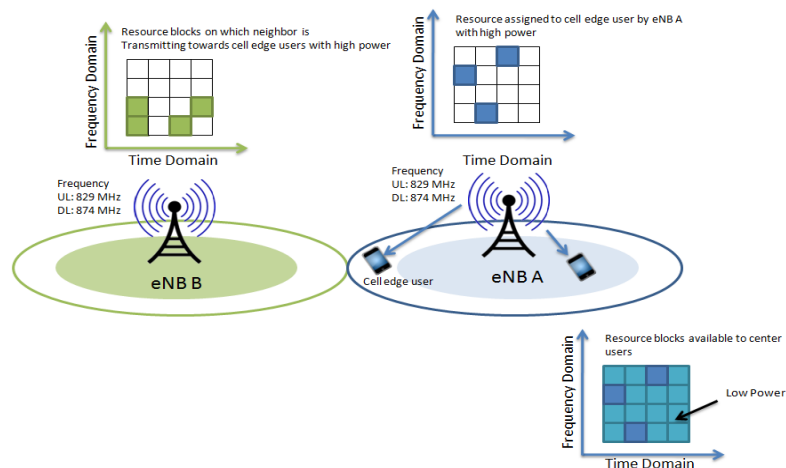 Resource blocks on which neighbor is
Transmitting towards cell edge users with high power
Frequency Domain
Time Domain
Resource assigned to cell edge user by eNB A
with high power
Frequency Domain
Time Domain
Frequency
UL: 829 MHz
DL: 874 MHz
eNB B
Frequency
UL: 829 MHz
DL: 874 MHz
Cell edge user
eNB A
Resource blocks available to center
users
Frequency Domain
Low Power
Time Domain